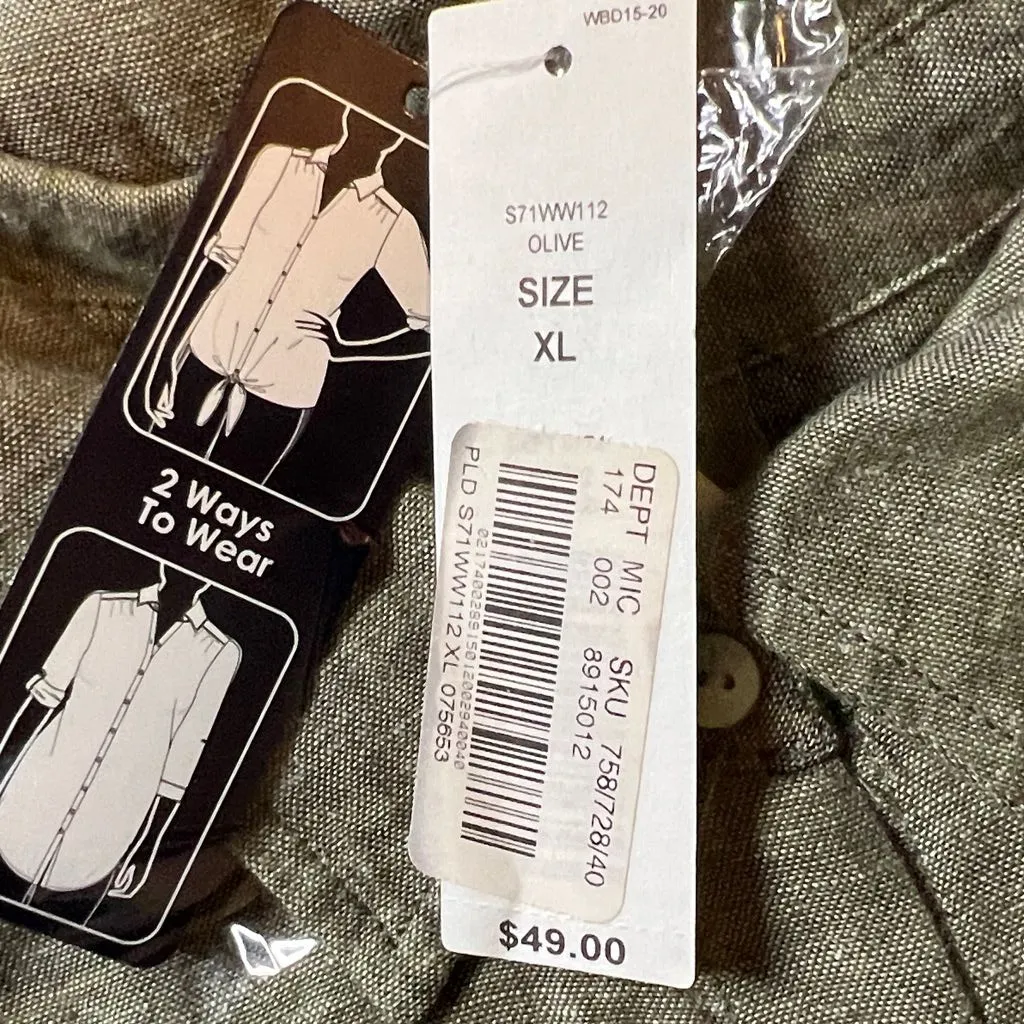 WBD15-20
S71WW112
OLIVE
SIZE
XL
2 Ways
To Wear
DEPT MIC SKU 758/728/40
174 002 8915012
PLD S71WW112 XL 075653
$49.00